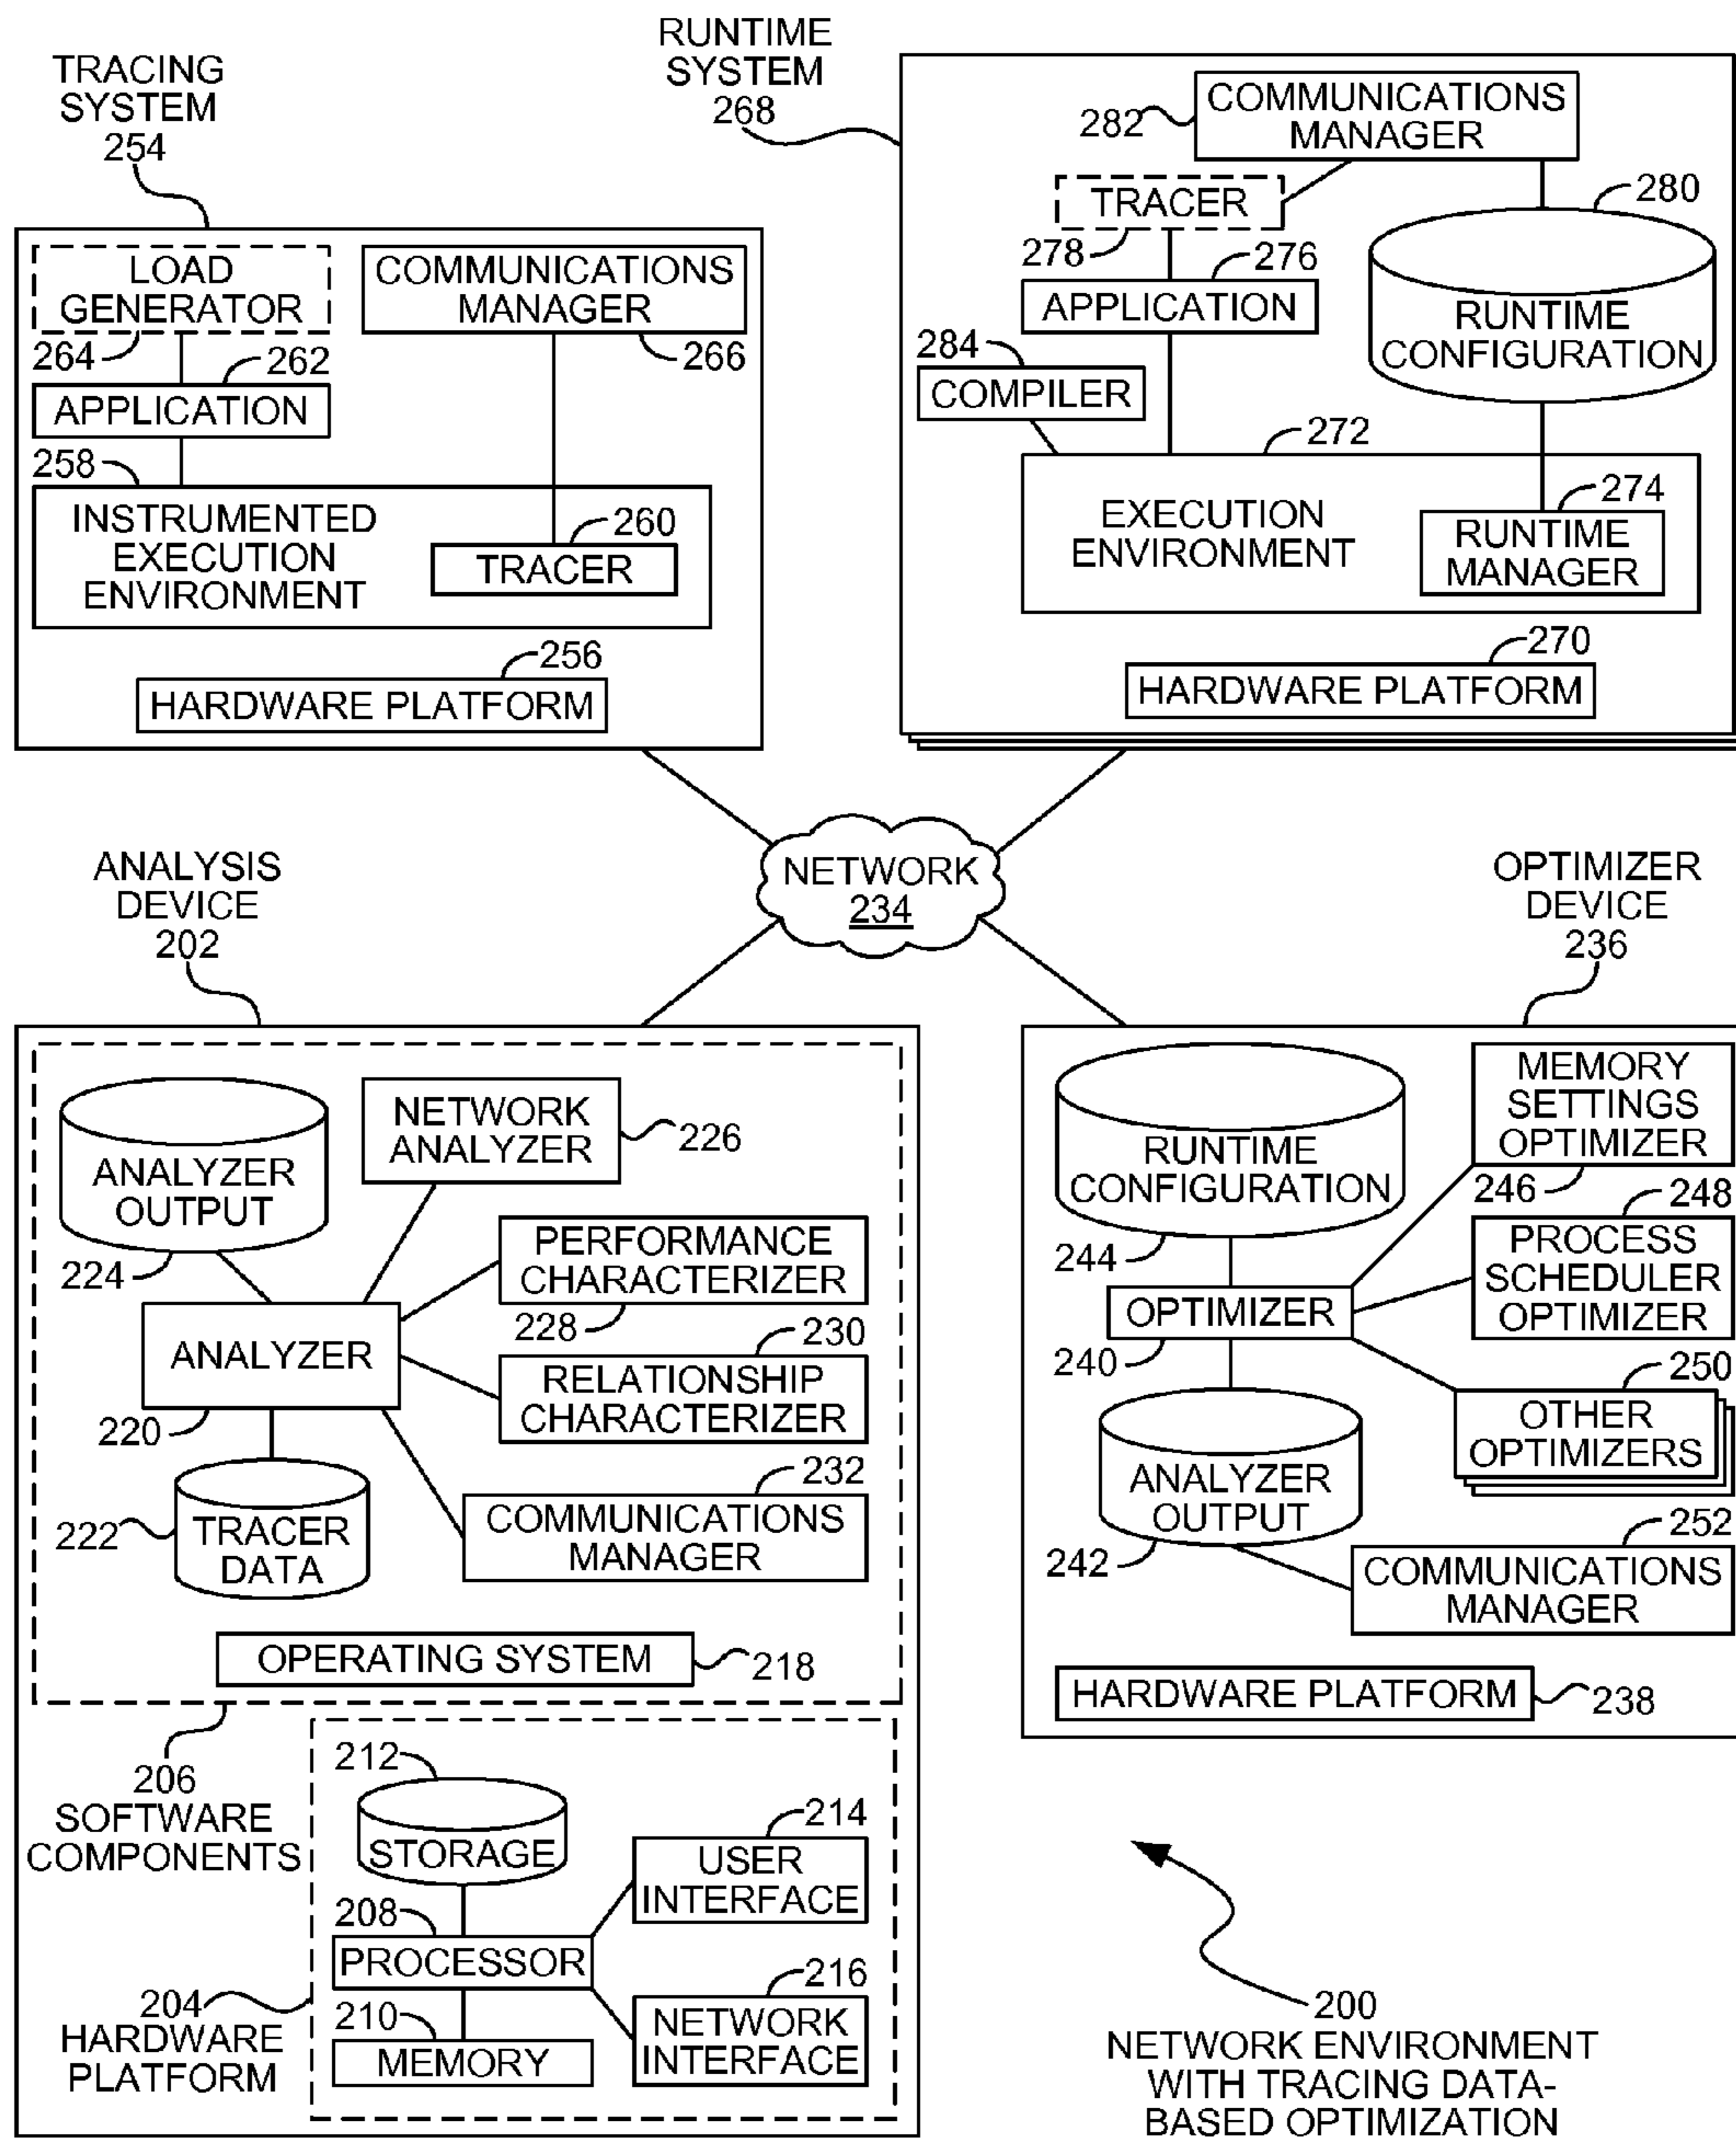 TRACING
SYSTEM
254
LOAD
GENERATOR
264
COMMUNICATIONS
MANAGER
266
262
APPLICATION
258
INSTRUMENTED
EXECUTION
ENVIRONMENT
260
TRACER
256
HARDWARE PLATFORM
RUNTIME
SYSTEM
268
282
COMMUNICATIONS
MANAGER
TRACER
278
280
276
APPLICATION
RUNTIME
CONFIGURATION
284
COMPILER
272
EXECUTION
ENVIRONMENT
274
RUNTIME
MANAGER
270
HARDWARE PLATFORM
NETWORK
234
ANALYSIS
DEVICE
202
ANALYZER
OUTPUT
224
NETWORK
ANALYZER
226
PERFORMANCE
CHARACTERIZER
228
ANALYZER
220
230
RELATIONSHIP
CHARACTERIZER
222
TRACER
DATA
232
COMMUNICATIONS
MANAGER
OPERATING SYSTEM
218
206
SOFTWARE
COMPONENTS
212
STORAGE
214
USER
INTERFACE
208
PROCESSOR
216
NETWORK
INTERFACE
210
MEMORY
204
HARDWARE
PLATFORM
OPTIMIZER
DEVICE
236
RUNTIME
CONFIGURATION
244
MEMORY
SETTINGS
OPTIMIZER
246
248
PROCESS
SCHEDULER
OPTIMIZER
OPTIMIZER
240
250
OTHER
OPTIMIZERS
ANALYZER
OUTPUT
242
252
COMMUNICATIONS
MANAGER
HARDWARE PLATFORM
238
200
NETWORK ENVIRONMENT
WITH TRACING DATA-
BASED OPTIMIZATION